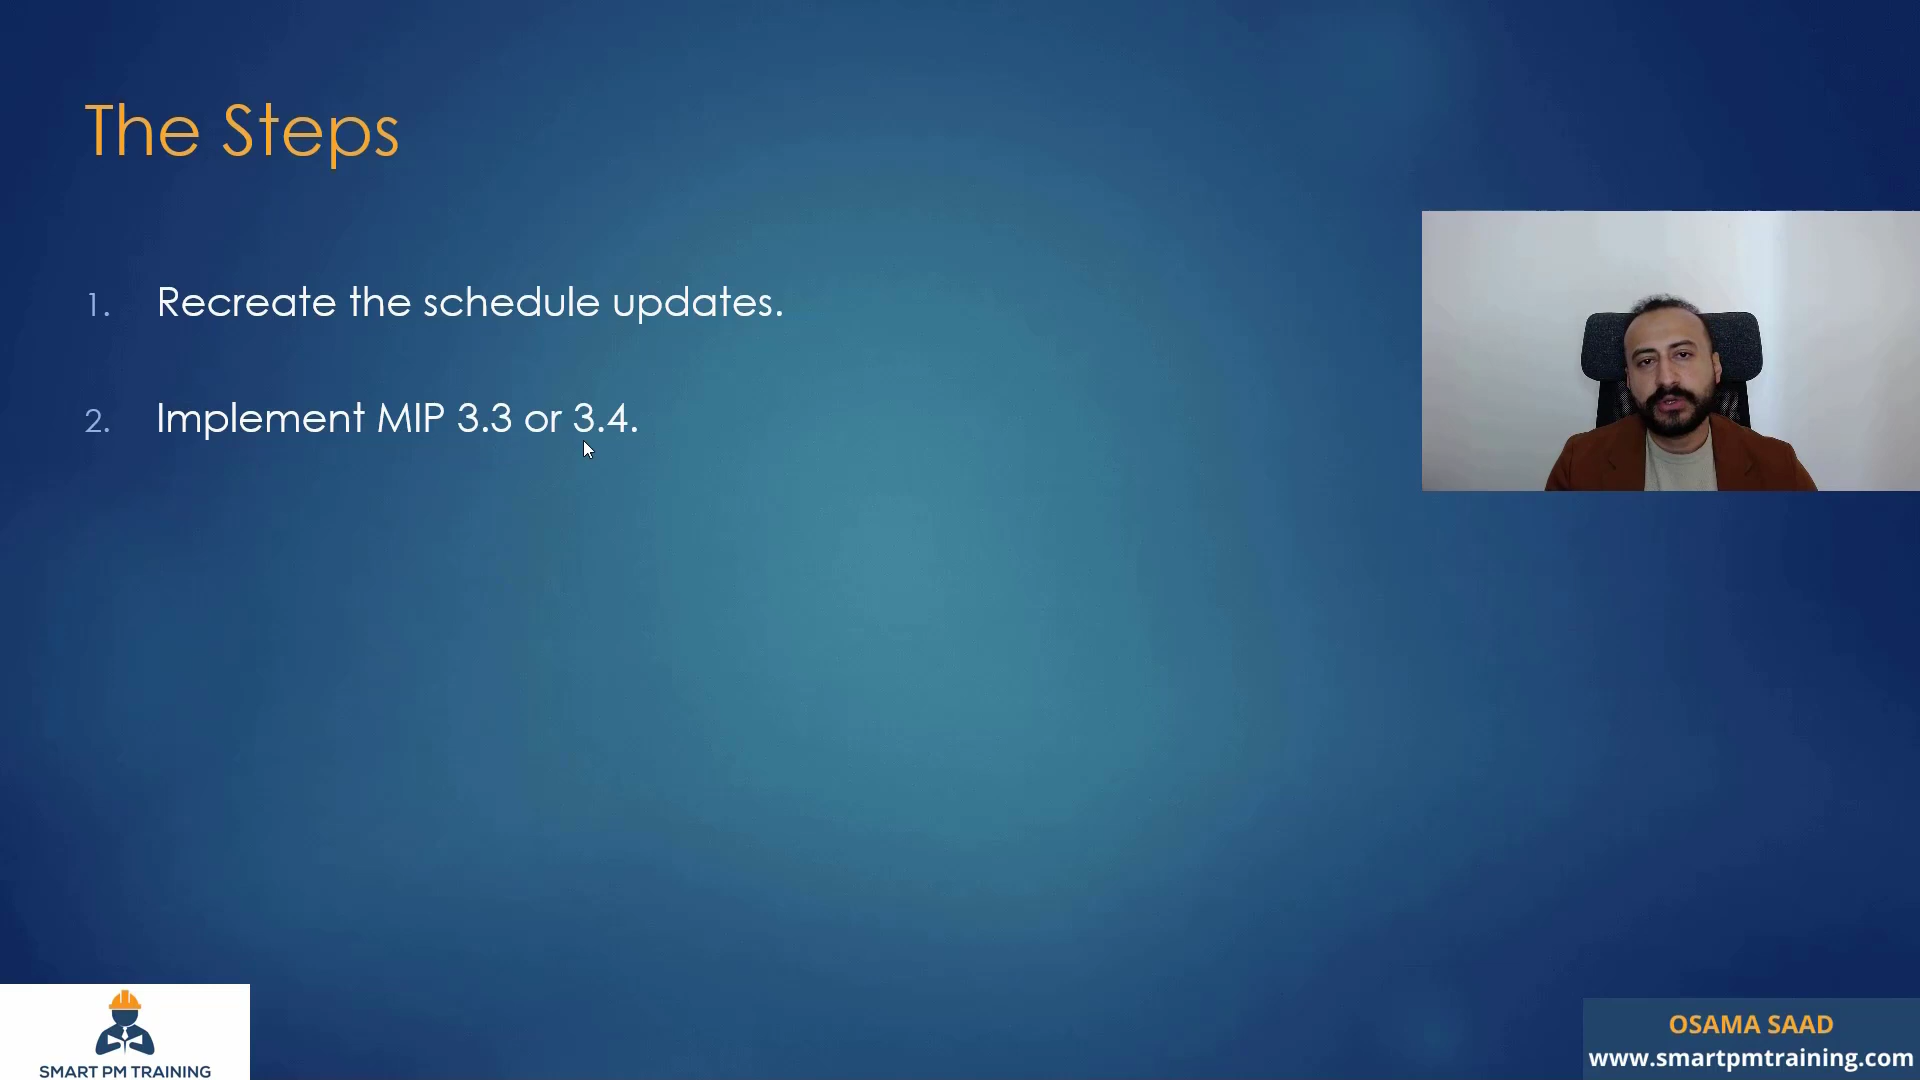 The Steps
1. Recreate the schedule updates.
2. Implement MIP 3.3 or 3.4.
SMART PM TRAINING
OSAMA SAAD
www.smartpmtraining.com